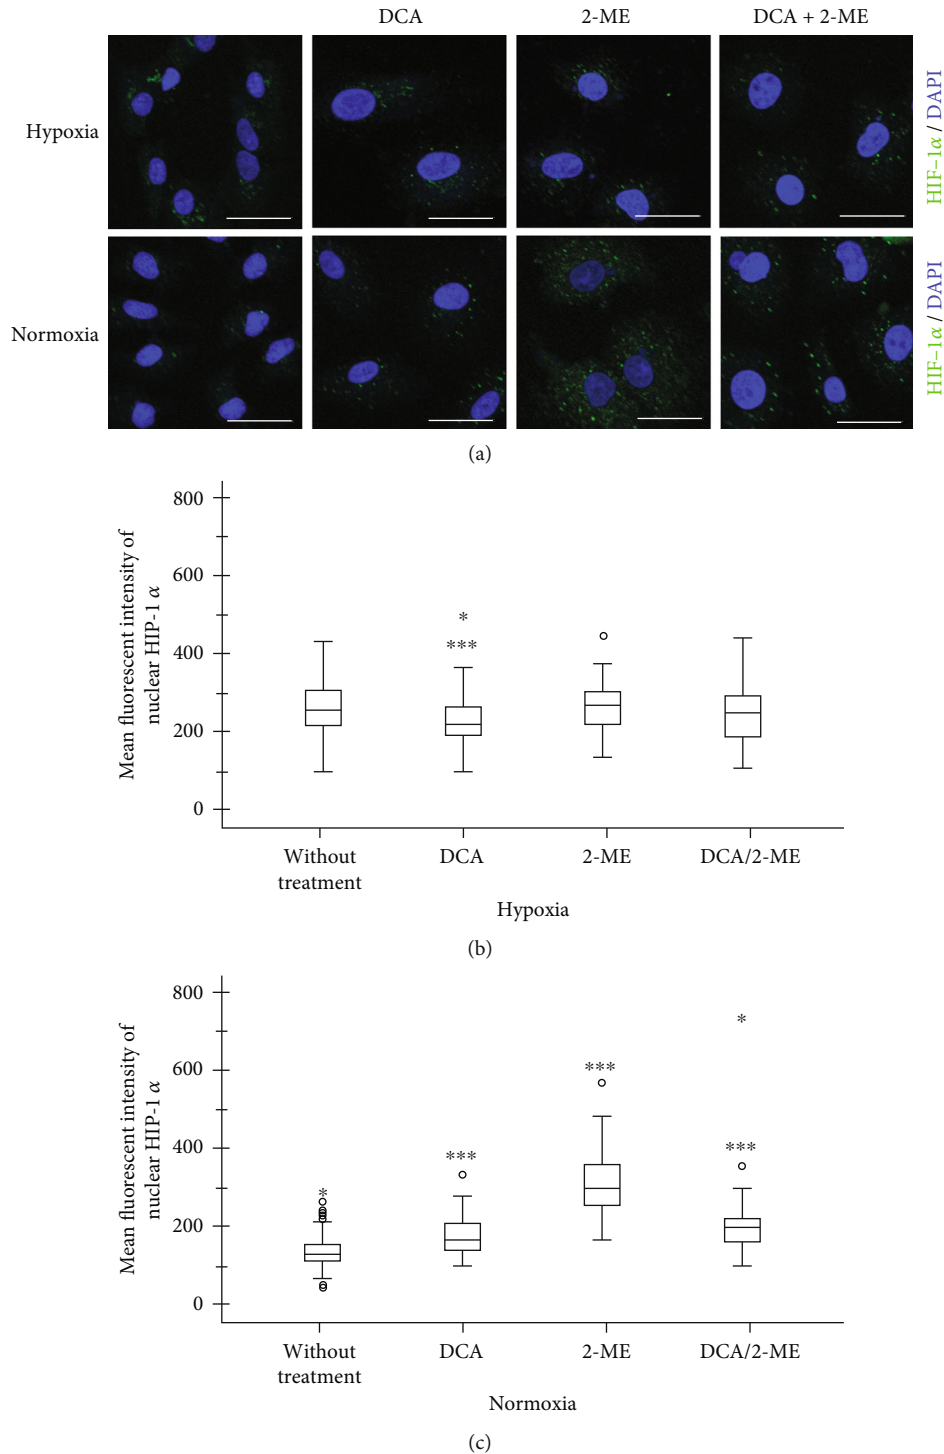 DCA 2-ME DCA + 2-ME
Hypoxia
HIF-1α / DAPI
Normoxia
HIF-1α / DAPI
(a)
Mean fluorescent intensity of
nuclear HIP-1 α
800
600
400
200
0
*
***
Without
treatment
DCA
2-ME
DCA/2-ME
Hypoxia
(b)
Mean fluorescent intensity of
nuclear HIP-1 α
800
600
400
200
0
*
***
***
*
***
Without
treatment
DCA
2-ME
DCA/2-ME
Normoxia
(c)